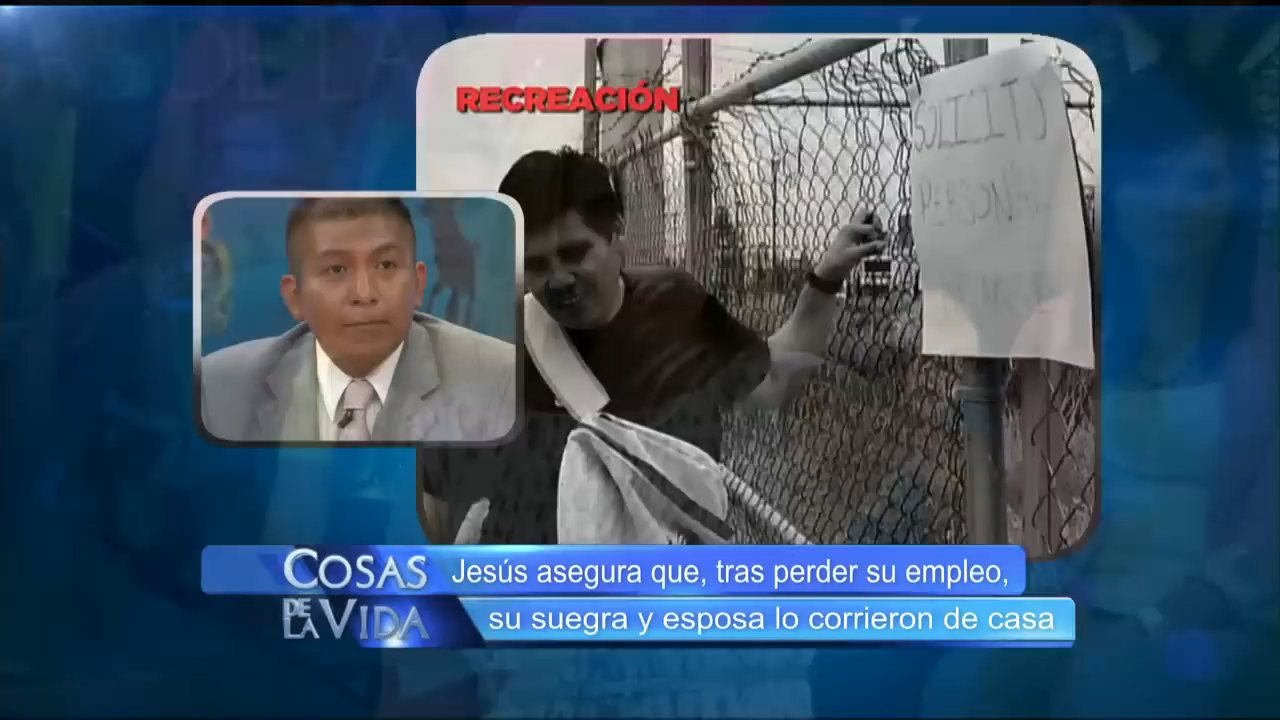 RECREACIÓN
SOLICITO
PERSONAL
COSAS
DE LA VIDA
Jesús asegura que, tras perder su empleo,
su suegra y esposa lo corrieron de casa